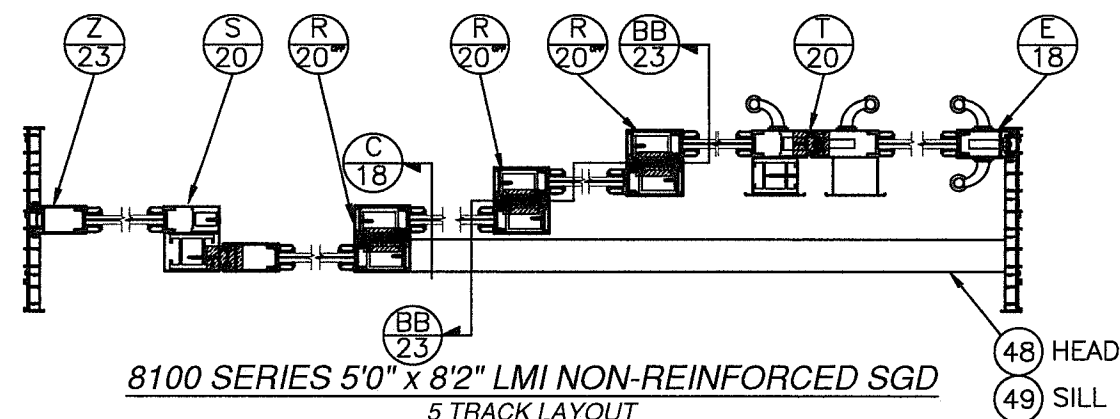 Z
23
S
20
R
20
R
20
R
20
BB
23
T
20
E
18
C
18
BB
23
48 HEAD
49 SILL
8100 SERIES 5'0" x 8'2" LMI NON-REINFORCED SGD
5 TRACK LAYOUT